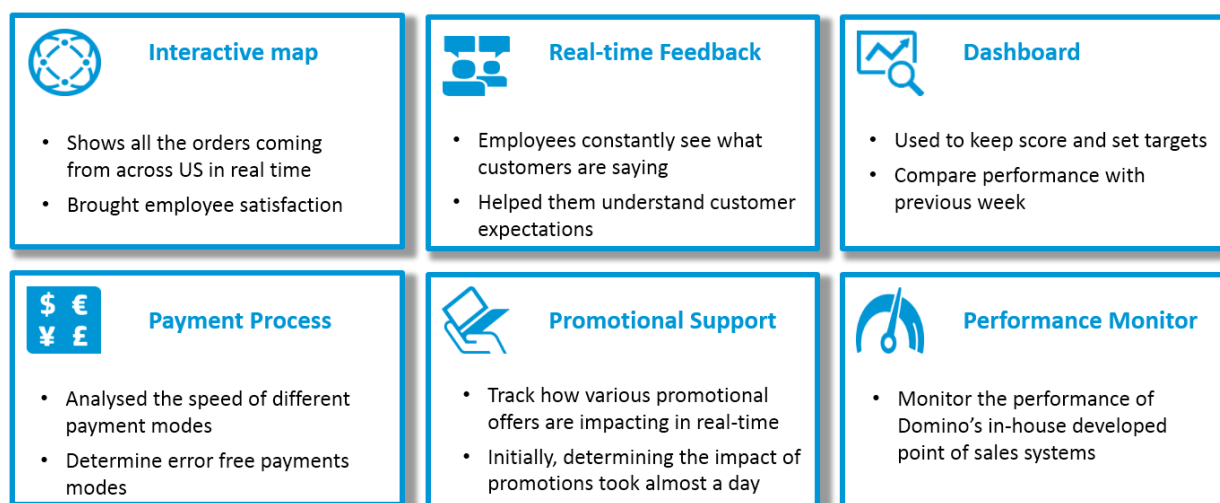 Interactive map
• Shows all the orders coming
from across US in real time
• Brought employee satisfaction
Real-time Feedback
• Employees constantly see what
customers are saying
• Helped them understand customer
expectations
Dashboard
• Used to keep score and set targets
• Compare performance with
previous week
$ €
¥ £
Payment Process
• Analysed the speed of different
payment modes
• Determine error free payments
modes
Promotional Support
• Track how various promotional
offers are impacting in real-time
• Initially, determining the impact of
promotions took almost a day
Performance Monitor
• Monitor the performance of
Domino’s in-house developed
point of sales systems